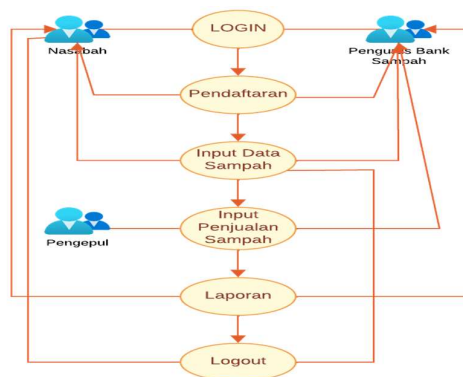 LOGIN
Nasabah
Pengurus Bank
Sampah
Pendaftaran
Input Data
Sampah
Input
Penjualan
Sampah
Pengepul
Laporan
Logout